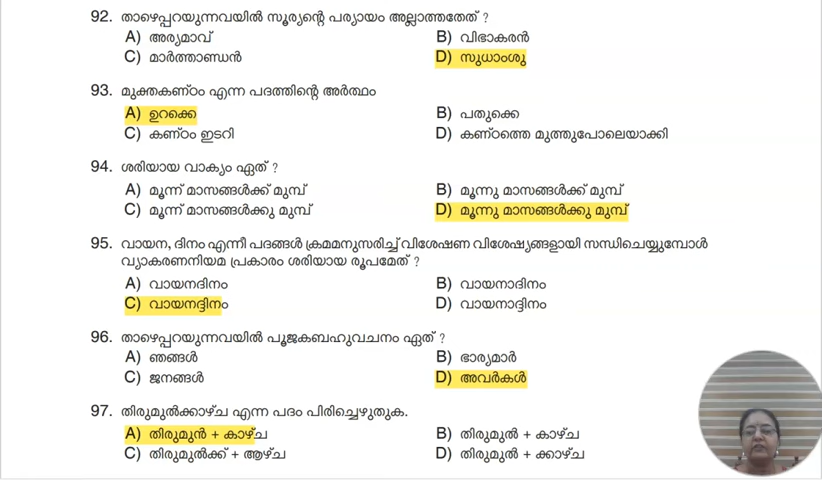 92. താഴെപ്പറയുന്നവയിൽ സൂര്യന്റെ പര്യായം അല്ലാത്തതേത് ?
A) അര്യമാവ് B) വിഭാകരൻ
C) മാർത്താണ്ഡൻ D) സുധാംശു
93. മുക്തകണ്ഠം എന്ന പദത്തിന്റെ അർത്ഥം
A) ഉറക്കെ B) പതുക്കെ
C) കണ്ഠം ഇടറി D) കണ്ഠത്തെ മുത്തുപോലെയാക്കി
94. ശരിയായ വാക്യം ഏത് ?
A) മൂന്ന് മാസങ്ങൾക്ക് മുമ്പ് B) മൂന്നു മാസങ്ങൾക്ക് മുമ്പ്
C) മൂന്ന് മാസങ്ങൾക്കു മുമ്പ് D) മൂന്നു മാസങ്ങൾക്കു മുമ്പ്
95. വായന, ദിനം എന്നീ പദങ്ങൾ ക്രമമനുസരിച്ച് വിശേഷണ വിശേഷ്യങ്ങളായി സന്ധിചെയ്യുമ്പോൾ
വ്യാകരണനിയമ പ്രകാരം ശരിയായ രൂപമേത് ?
A) വായനദിനം B) വായനാദിനം
C) വായനദ്ദിനം D) വായനാദ്ദിനം
96. താഴെപ്പറയുന്നവയിൽ പൂജകബഹുവചനം ഏത് ?
A) ഞങ്ങൾ B) ഭാര്യമാർ
C) ജനങ്ങൾ D) അവർകൾ
97. തിരുമുൽക്കാഴ്ച എന്ന പദം പിരിച്ചെഴുതുക.
A) തിരുമുൻ + കാഴ്ച B) തിരുമുൽ + കാഴ്ച
C) തിരുമുൽക്ക് + ആഴ്ച D) തിരുമുൽ + ക്കാഴ്ച